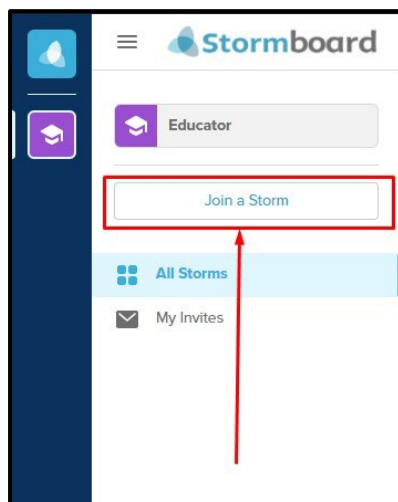 Stormboard
Educator
Join a Storm
All Storms
My Invites